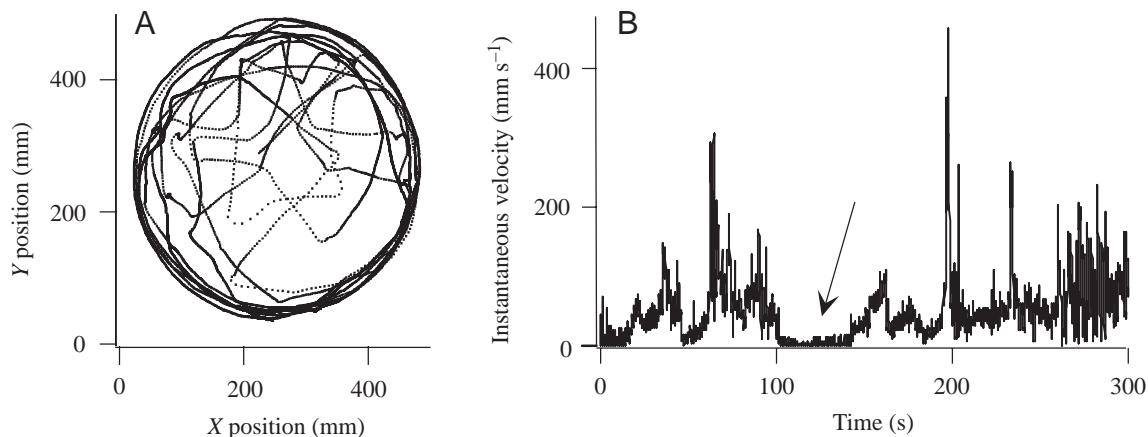 A
400
200
0
Y position (mm)
0 200 400
X position (mm)
B
400
200
0
Instantaneous velocity (mm s⁻¹)
0 100 200 300
Time (s)